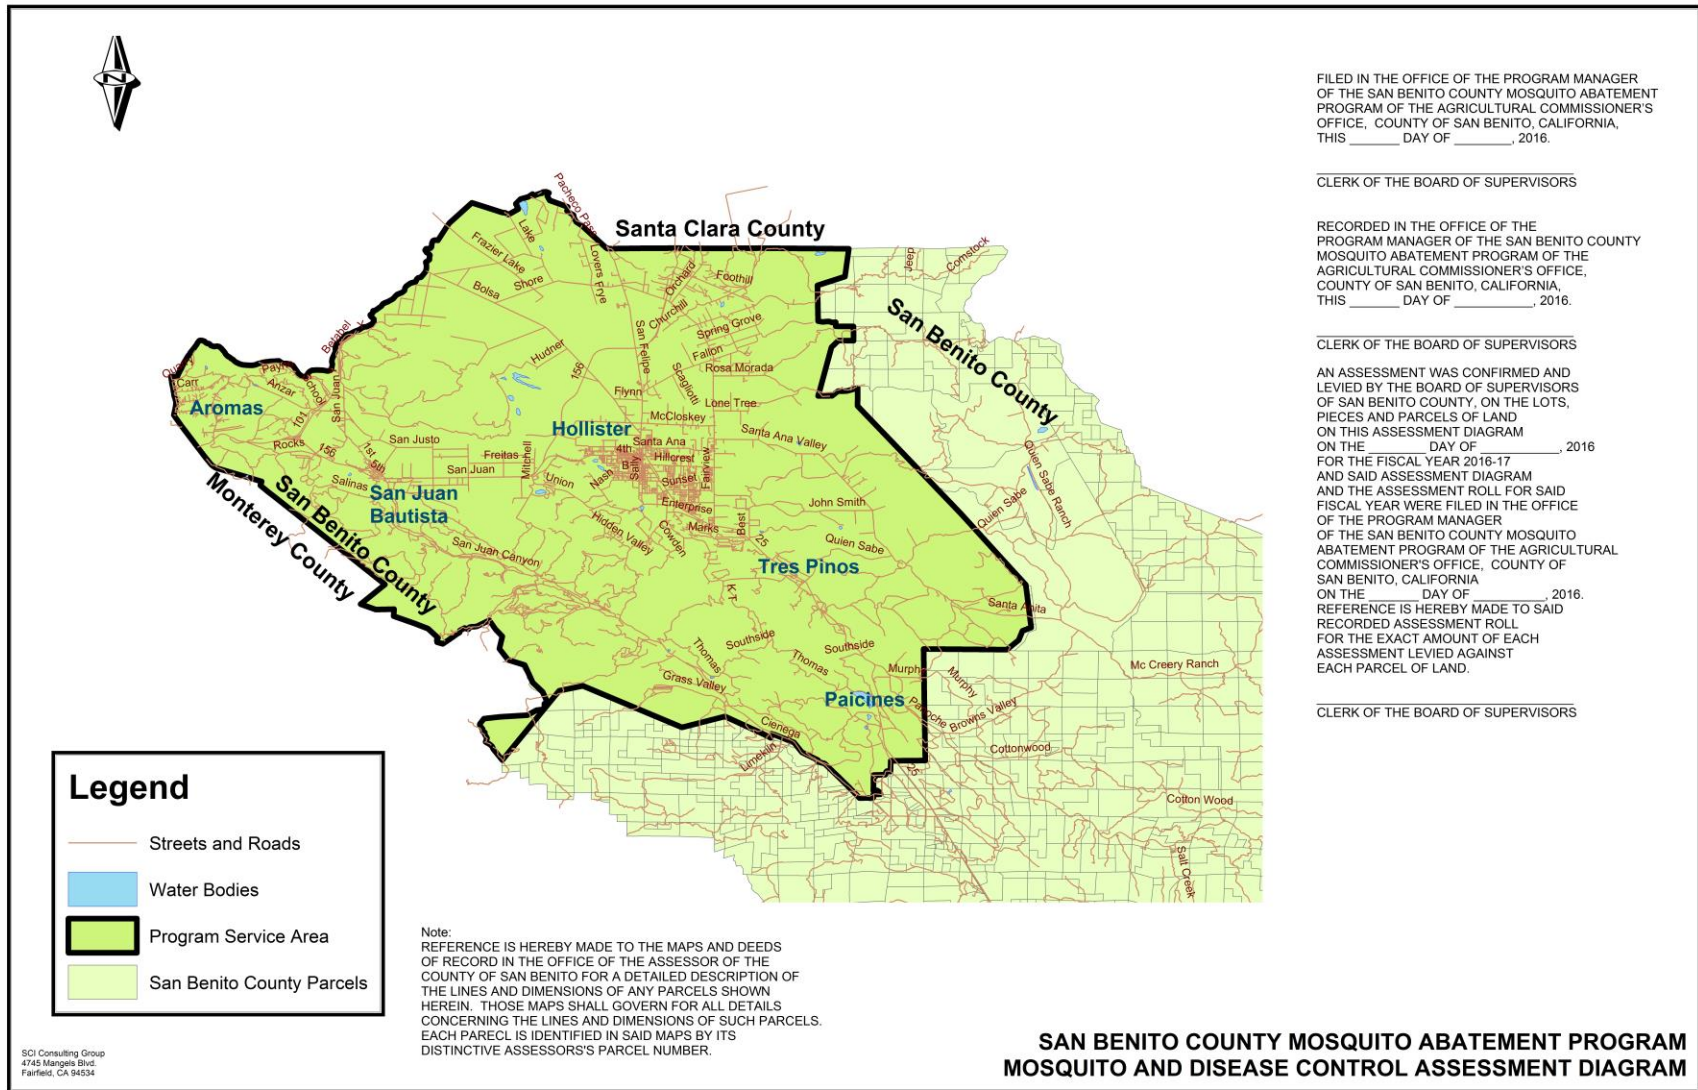 N
FILED IN THE OFFICE OF THE PROGRAM MANAGER
OF THE SAN BENITO COUNTY MOSQUITO ABATEMENT
PROGRAM OF THE AGRICULTURAL COMMISSIONER'S
OFFICE, COUNTY OF SAN BENITO, CALIFORNIA,
THIS _______ DAY OF ________, 2016.
CLERK OF THE BOARD OF SUPERVISORS
RECORDED IN THE OFFICE OF THE
PROGRAM MANAGER OF THE SAN BENITO COUNTY
MOSQUITO ABATEMENT PROGRAM OF THE
AGRICULTURAL COMMISSIONER'S OFFICE,
COUNTY OF SAN BENITO, CALIFORNIA,
THIS _______ DAY OF ___________, 2016.
CLERK OF THE BOARD OF SUPERVISORS
AN ASSESSMENT WAS CONFIRMED AND
LEVIED BY THE BOARD OF SUPERVISORS
OF SAN BENITO COUNTY, ON THE LOTS,
PIECES AND PARCELS OF LAND
ON THIS ASSESSMENT DIAGRAM
ON THE ________ DAY OF ___________, 2016
FOR THE FISCAL YEAR 2016-17
AND SAID ASSESSMENT DIAGRAM
AND THE ASSESSMENT ROLL FOR SAID
FISCAL YEAR WERE FILED IN THE OFFICE
OF THE PROGRAM MANAGER
OF THE SAN BENITO COUNTY MOSQUITO
ABATEMENT PROGRAM OF THE AGRICULTURAL
COMMISSIONER'S OFFICE, COUNTY OF
SAN BENITO, CALIFORNIA
ON THE _______ DAY OF __________, 2016.
REFERENCE IS HEREBY MADE TO SAID
RECORDED ASSESSMENT ROLL
FOR THE EXACT AMOUNT OF EACH
ASSESSMENT LEVIED AGAINST
EACH PARCEL OF LAND.
CLERK OF THE BOARD OF SUPERVISORS
Pacheco Pass
Santa Clara County
Lake
Frazier Lake
Shore
Bolsa
Lovers
Frye
Orchard
Foothill
Churchill
Spring Grove
San Felipe
Fallon
Rosa Morada
Scagliotti
Lone Tree
Jeep
Comstock
San Benito County
Betabel
Hudner
156
Flynn
McCloskey
Carr
Anzar
School
San Juan
101
Aromas
Hollister
Santa Ana
4th
B
Sally
Hillcrest
Fairview
Santa Ana Valley
Rocks
156
1st
5th
San Justo
San Juan
Freitas
Mitchell
Union
Nash
Sunset
Enterprise
Marks
Best
John Smith
Quien Sabe
Quien Sabe
Quien Sabe Ranch
Salinas
San Juan
Bautista
San Benito County
Monterey County
San Juan Canyon
Hidden Valley
Cowden
25
Tres Pinos
K-T
Santa Anita
Southside
Thomas
Southside
Thomas
Grass Valley
Murphy
Murphy
Mc Creery Ranch
Paicines
Panoche
Browns Valley
Cienega
Limekiln
Cottonwood
25
Cotton Wood
Salt Creek
Legend
Streets and Roads
Water Bodies
Program Service Area
San Benito County Parcels
Note:
REFERENCE IS HEREBY MADE TO THE MAPS AND DEEDS
OF RECORD IN THE OFFICE OF THE ASSESSOR OF THE
COUNTY OF SAN BENITO FOR A DETAILED DESCRIPTION OF
THE LINES AND DIMENSIONS OF ANY PARCELS SHOWN
HEREIN. THOSE MAPS SHALL GOVERN FOR ALL DETAILS
CONCERNING THE LINES AND DIMENSIONS OF SUCH PARCELS.
EACH PARECL IS IDENTIFIED IN SAID MAPS BY ITS
DISTINCTIVE ASSESSORS'S PARCEL NUMBER.
SCI Consulting Group
4745 Mangels Blvd.
Fairfield, CA 94534
SAN BENITO COUNTY MOSQUITO ABATEMENT PROGRAM
MOSQUITO AND DISEASE CONTROL ASSESSMENT DIAGRAM